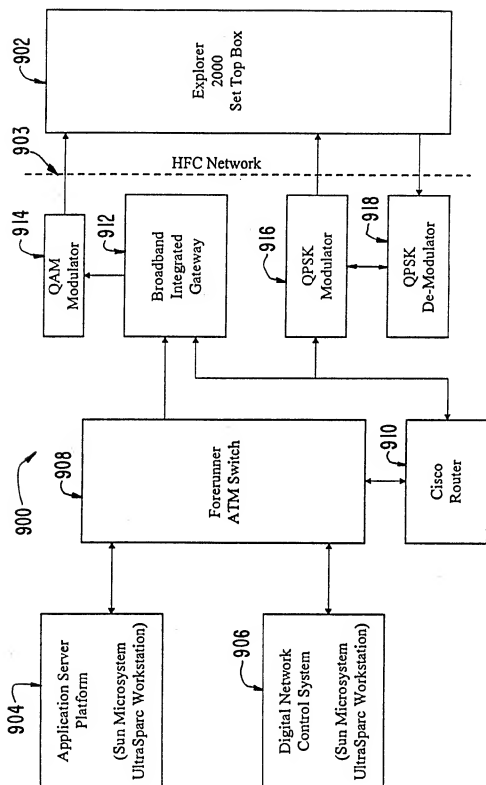 900
904
Application Server
Platform
(Sun Microsystem
UltraSparc Workstation)
906
Digital Network
Control System
(Sun Microsystem
UltraSparc Workstation)
908
Forerunner
ATM Switch
910
Cisco
Router
914
QAM
Modulator
912
Broadband
Integrated
Gateway
916
QPSK
Modulator
918
QPSK
De-Modulator
903
HFC Network
902
Explorer
2000
Set Top Box